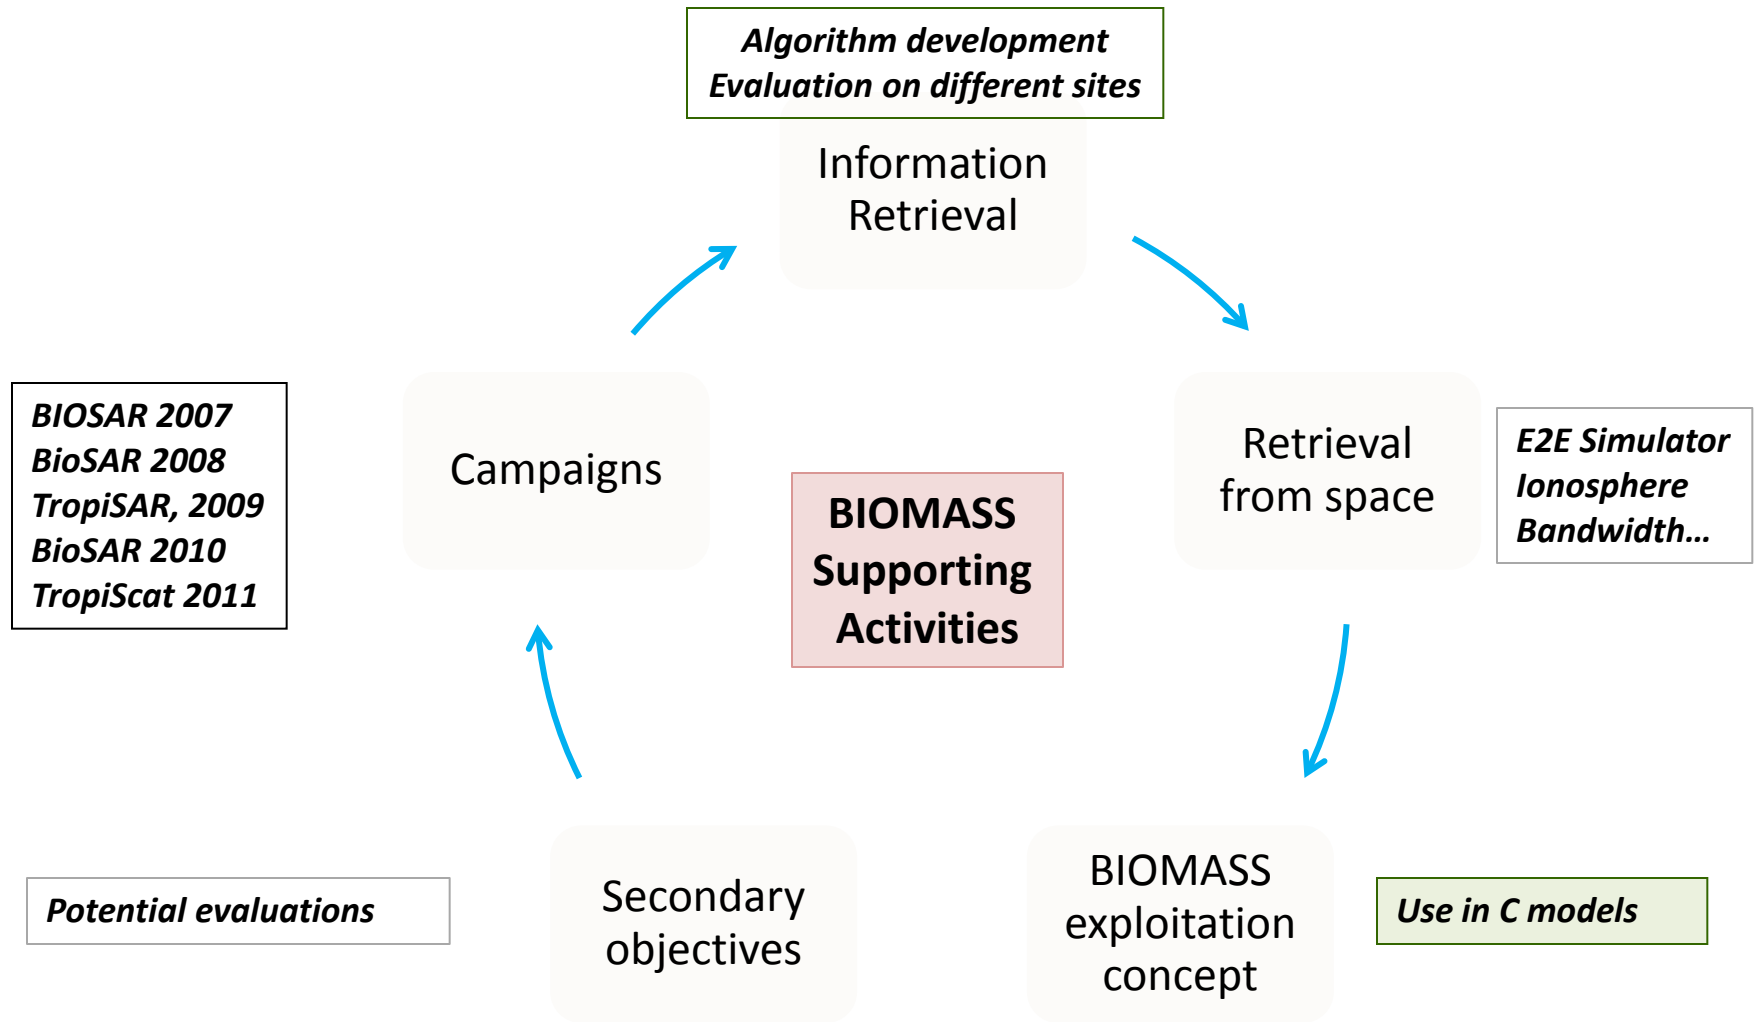 Algorithm development
Evaluation on different sites
Information
Retrieval
BIOSAR 2007
BioSAR 2008
TropiSAR, 2009
BioSAR 2010
TropiScat 2011
Campaigns
BIOMASS
Supporting
Activities
Retrieval
from space
E2E Simulator
Ionosphere
Bandwidth…
Potential evaluations
Secondary
objectives
BIOMASS
exploitation
concept
Use in C models